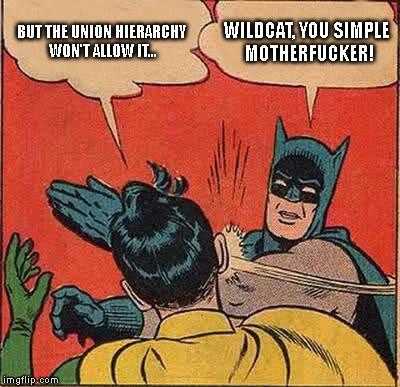 BUT THE UNION HIERARCHY
WON'T ALLOW IT...
WILDCAT, YOU SIMPLE
MOTHERFUCKER!
imgflip.com